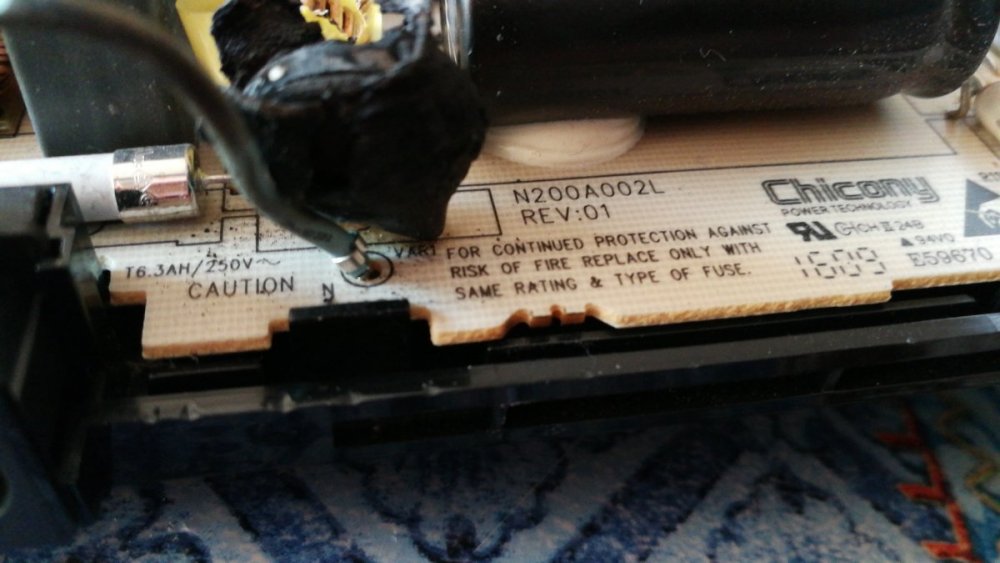 N200A002L
REV:01
Chicony
POWER TECHNOLOGY
VAR1
FOR CONTINUED PROTECTION AGAINST
RISK OF FIRE REPLACE ONLY WITH
SAME RATING & TYPE OF FUSE.
T6.3AH/250V~
CAUTION
N
94V0
E59670
1009